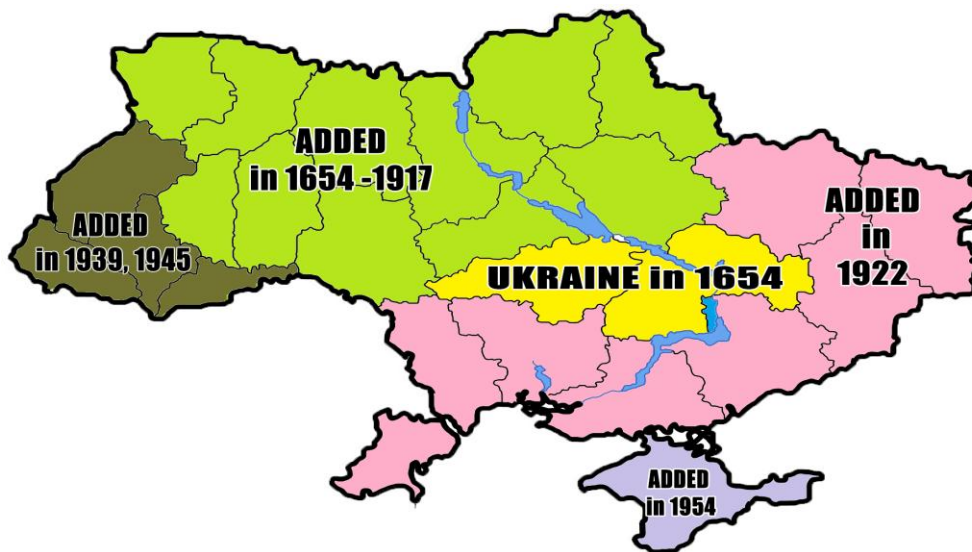 ADDED
in 1654 -1917
ADDED
in 1939, 1945
UKRAINE in 1654
ADDED
in
1922
ADDED
in 1954